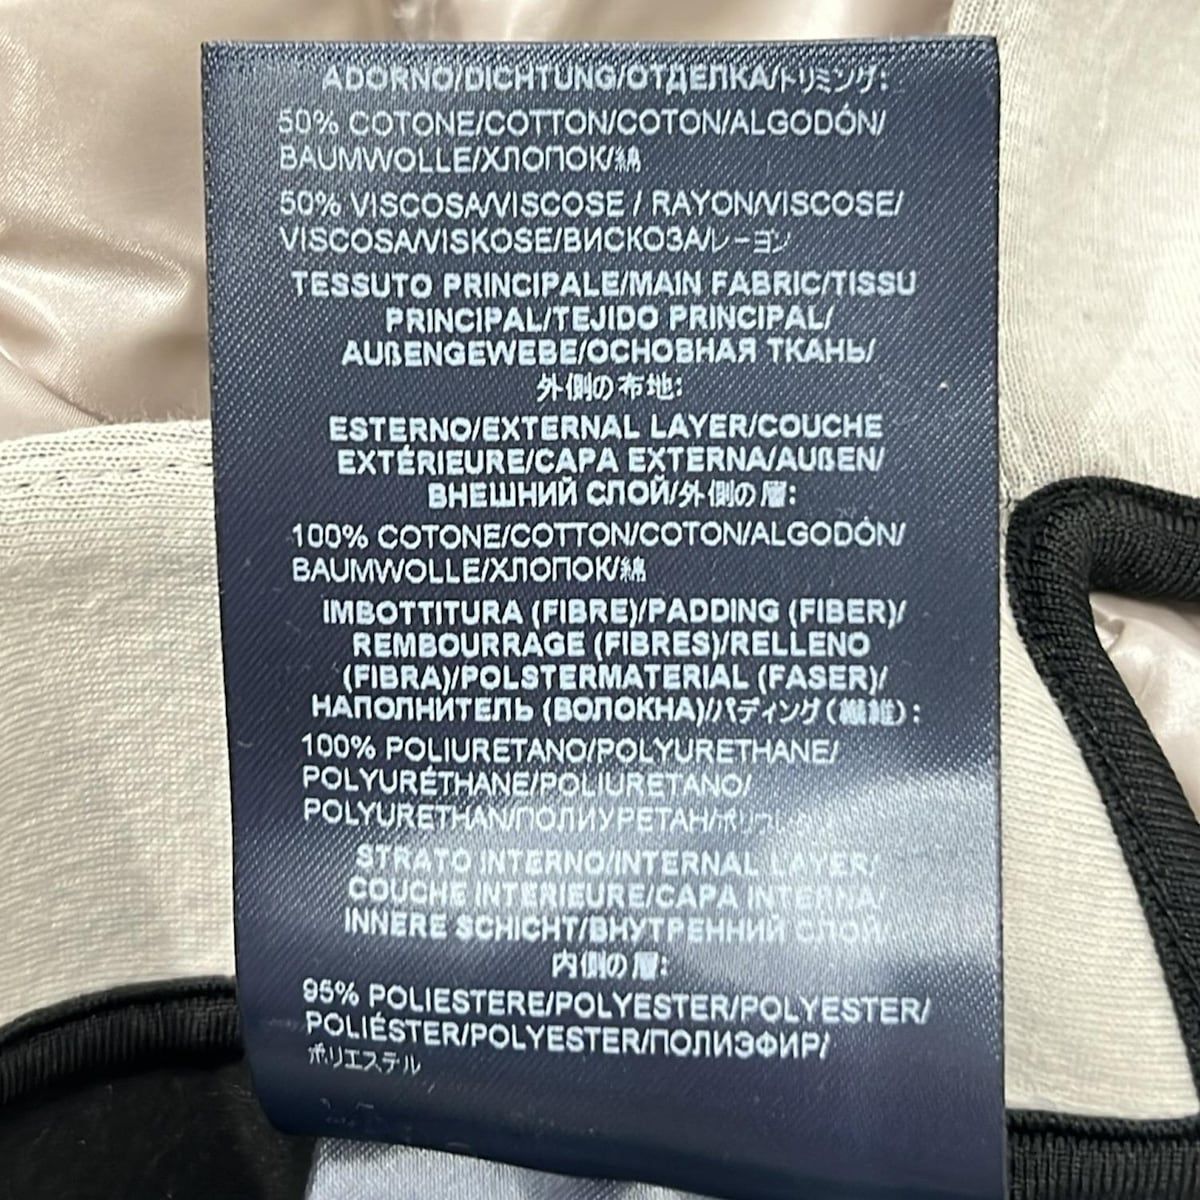 ADORNO/DICHTUNG/ОТДЕЛКА/トリミング:
50% COTONE/COTTON/COTON/ALGODÓN/
BAUMWOLLE/ХЛОПОК/綿
50% VISCOSA/VISCOSE / RAYON/VISCOSE/
VISCOSA/VISKOSE/ВИСКОЗА/レーヨン
TESSUTO PRINCIPALE/MAIN FABRIC/TISSU
PRINCIPAL/TEJIDO PRINCIPAL/
AUßENGEWEBE/ОСНОВНАЯ ТКАНЬ/
外側の布地:
ESTERNO/EXTERNAL LAYER/COUCHE
EXTÉRIEURE/CAPA EXTERNA/AUßEN/
ВНЕШНИЙ СЛОЙ/外側の層:
100% COTONE/COTTON/COTON/ALGODÓN/
BAUMWOLLE/ХЛОПОК/綿
IMBOTTITURA (FIBRE)/PADDING (FIBER)/
REMBOURRAGE (FIBRES)/RELLENO
(FIBRA)/POLSTERMATERIAL (FASER)/
НАПОЛНИТЕЛЬ (ВОЛОКНА)/パディング(繊維):
100% POLIURETANO/POLYURETHANE/
POLYURÉTHANE/POLIURETANO/
POLYURETHAN/ПОЛИУРЕТАН/
STRATO INTERNO/INTERNAL LAYER/
COUCHE INTÉRIEURE/CAPA INTERNA/
INNERE SCHICHT/ВНУТРЕННИЙ СЛОЙ/
内側の層:
95% POLIESTERE/POLYESTER/POLYESTER/
POLIÉSTER/POLYESTER/ПОЛИЭФИР/
ポリエステル